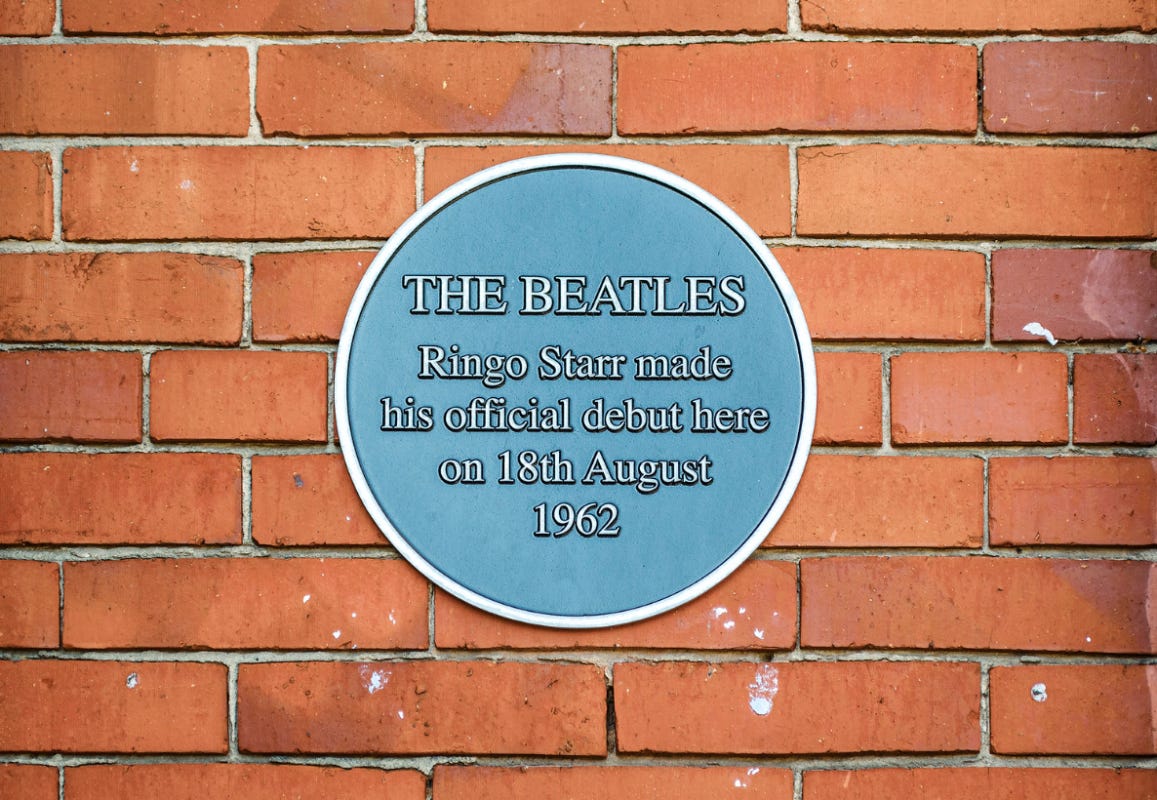 THE BEATLES
Ringo Starr made
his official debut here
on 18th August
1962